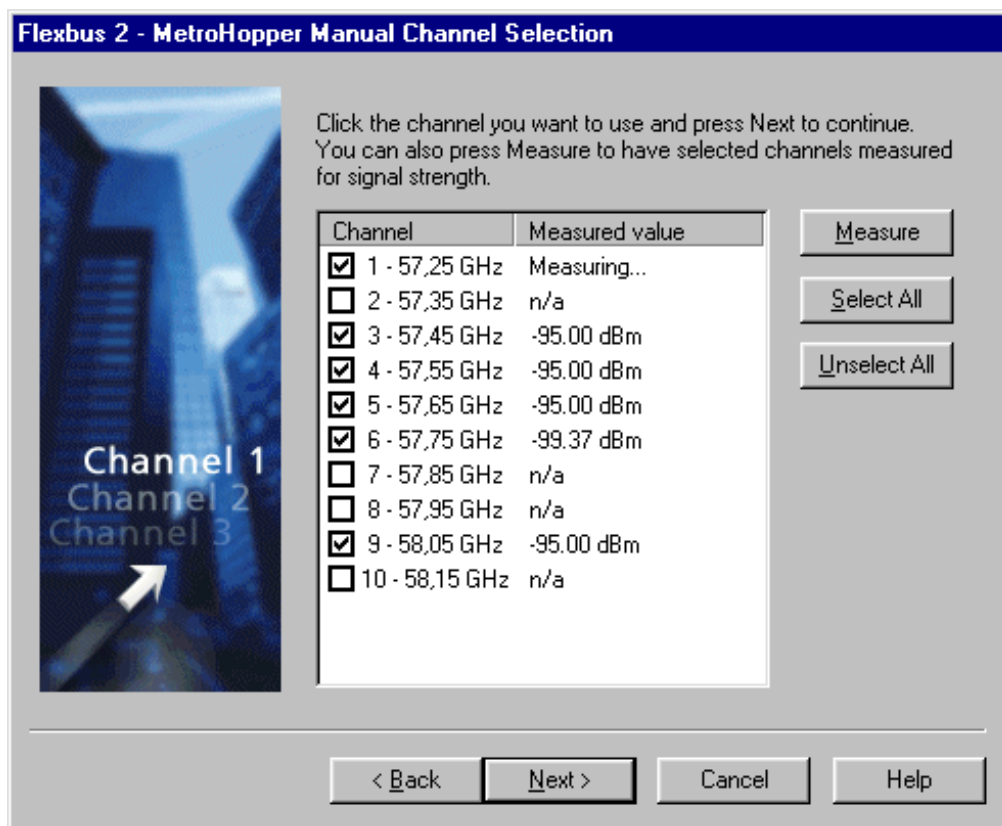 Flexbus 2 - MetroHopper Manual Channel Selection
Click the channel you want to use and press Next to continue.
You can also press Measure to have selected channels measured
for signal strength.
Channel Measured value
1 - 57,25 GHz Measuring...
2 - 57,35 GHz n/a
3 - 57,45 GHz -95.00 dBm
4 - 57,55 GHz -95.00 dBm
5 - 57,65 GHz -95.00 dBm
6 - 57,75 GHz -99.37 dBm
7 - 57,85 GHz n/a
8 - 57,95 GHz n/a
9 - 58,05 GHz -95.00 dBm
10 - 58,15 GHz n/a
Measure
Select All
Unselect All
Channel 1
Channel 2
Channel 3
< Back Next > Cancel Help